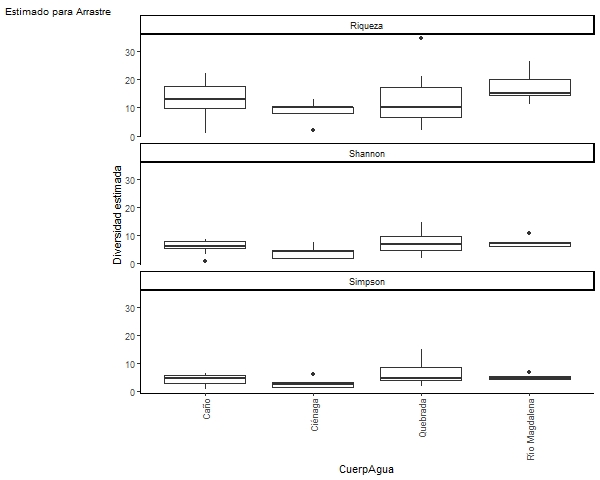 Estimado para Arrastre
Riqueza
30
20
10
0
Shannon
30
20
10
0
Simpson
30
20
10
0
Diversidad estimada
Caño
Ciénaga
Quebrada
Río Magdalena
CuerpAgua